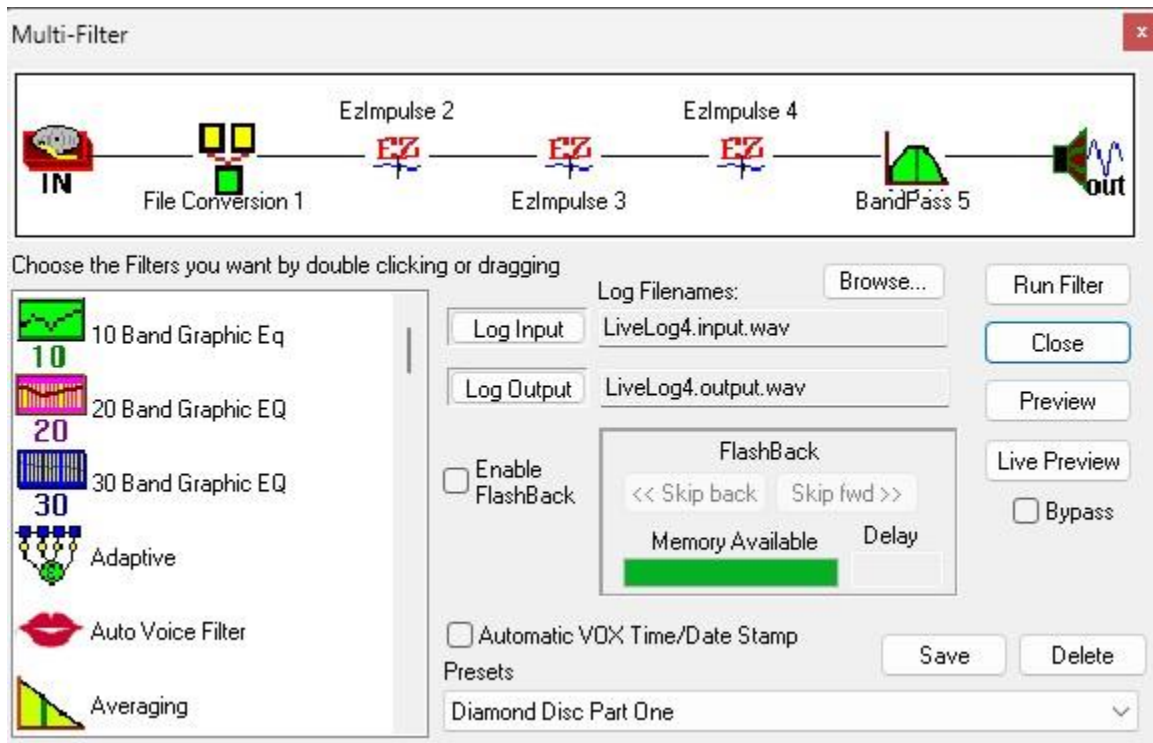 Multi-Filter
x
EzImpulse 2
EzImpulse 4
EZ
EZ
EZ
IN
out
File Conversion 1
EzImpulse 3
BandPass 5
Choose the Filters you want by double clicking or dragging
10
10 Band Graphic Eq
20
20 Band Graphic EQ
30
30 Band Graphic EQ
Adaptive
Auto Voice Filter
Averaging
Log Filenames:
Browse...
Log Input
LiveLog4.input.wav
Log Output
LiveLog4.output.wav
Enable
FlashBack
FlashBack
<< Skip back
Skip fwd >>
Memory Available
Delay
Run Filter
Close
Preview
Live Preview
Bypass
Automatic VOX Time/Date Stamp
Save
Delete
Presets
Diamond Disc Part One